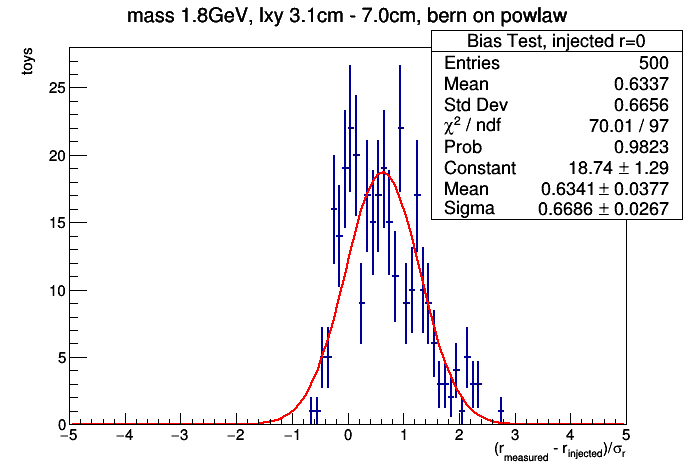 mass 1.8GeV, lxy 3.1cm - 7.0cm, bern on powlaw
Bias Test, injected r=0
Entries 500
Mean 0.6337
Std Dev 0.6656
χ² / ndf 70.01 / 97
Prob 0.9823
Constant 18.74 ± 1.29
Mean 0.6341 ± 0.0377
Sigma 0.6686 ± 0.0267
toys
25
20
15
10
5
0
−5 −4 −3 −2 −1 0 1 2 3 4 5
(r_measured - r_injected)/σ_r